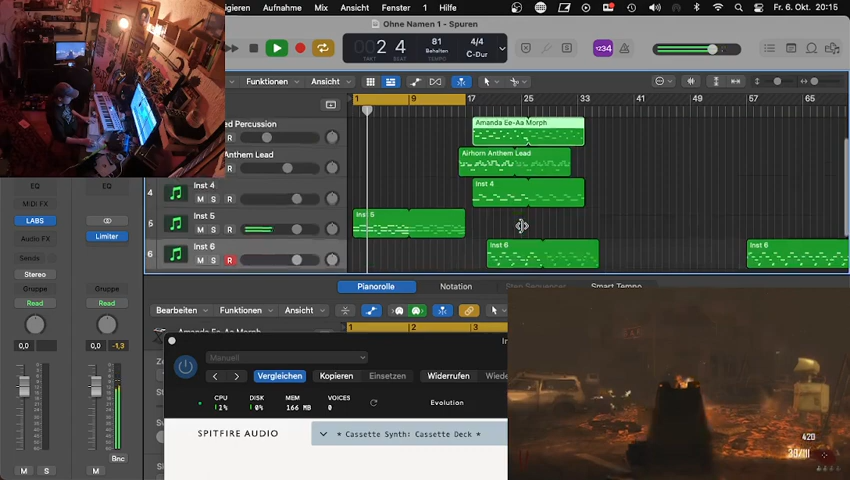 bearbeiten Aufnahme Mix Ansicht Fenster 1 Hilfe Fr. 6. Okt. 20:15
Ohne Namen 1 - Spuren
2 4
TAKT BEAT
81
Behalten
TEMPO
4/4
C-Dur
1234
Funktionen Ansicht
1 9 17 25 33 41 49 57 65
ed Percussion
R
Amanda Ee-Aa Morph
Anthem Lead
R
Airhorn Anthem Lead
4 Inst 4
M S R
Inst 4
5 Inst 5
M S R
Inst 5
6 Inst 6
M S R
Inst 6
Inst 6
EQ EQ
MIDI FX
LABS
Limiter
Audio FX
Sends
Stereo
Gruppe Gruppe
Read Read
0,0 0,0 -1,3
Bnc
M S M
Pianorolle Notation Step Sequencer Smart Tempo
Bearbeiten Funktionen Ansicht
Amanda Ee-Aa Morph
1 2 3
Manuell
Vergleichen Kopieren Einsetzen Widerrufen
CPU DISK MEM VOICES
2% 0% 166 MB 0
Evolution
SPITFIRE AUDIO
* Cassette Synth: Cassette Deck *
420